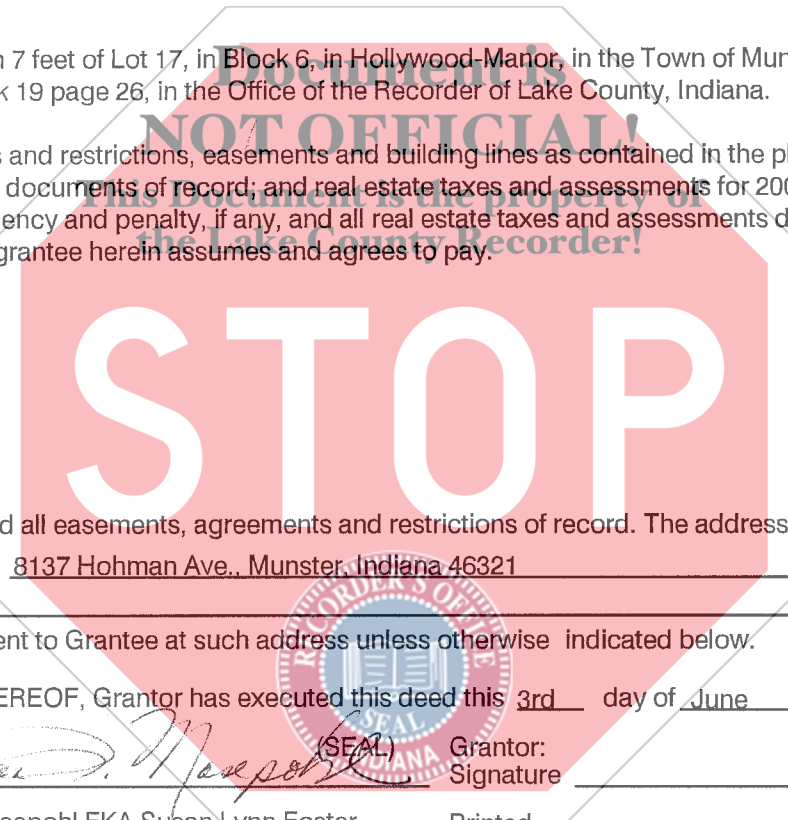 7 feet of Lot 17, in Block 6, in Hollywood-Manor, in the Town of Mun
19 page 26, in the Office of the Recorder of Lake County, Indiana.
Document is
NOT OFFICIAL!
This Document is the property of
the Lake County Recorder!
s and restrictions, easements and building lines as contained in the pl
documents of record; and real estate taxes and assessments for 200
ency and penalty, if any, and all real estate taxes and assessments d
grantee herein assumes and agrees to pay.
STOP
d all easements, agreements and restrictions of record. The address
8137 Hohman Ave., Munster, Indiana 46321
RECORDER'S OFFICE
SEAL
INDIANA
ent to Grantee at such address unless otherwise indicated below.
EREOF, Grantor has executed this deed this 3rd day of June
(SEAL) Grantor:
Signature
FKA Susan Lynn
Printed